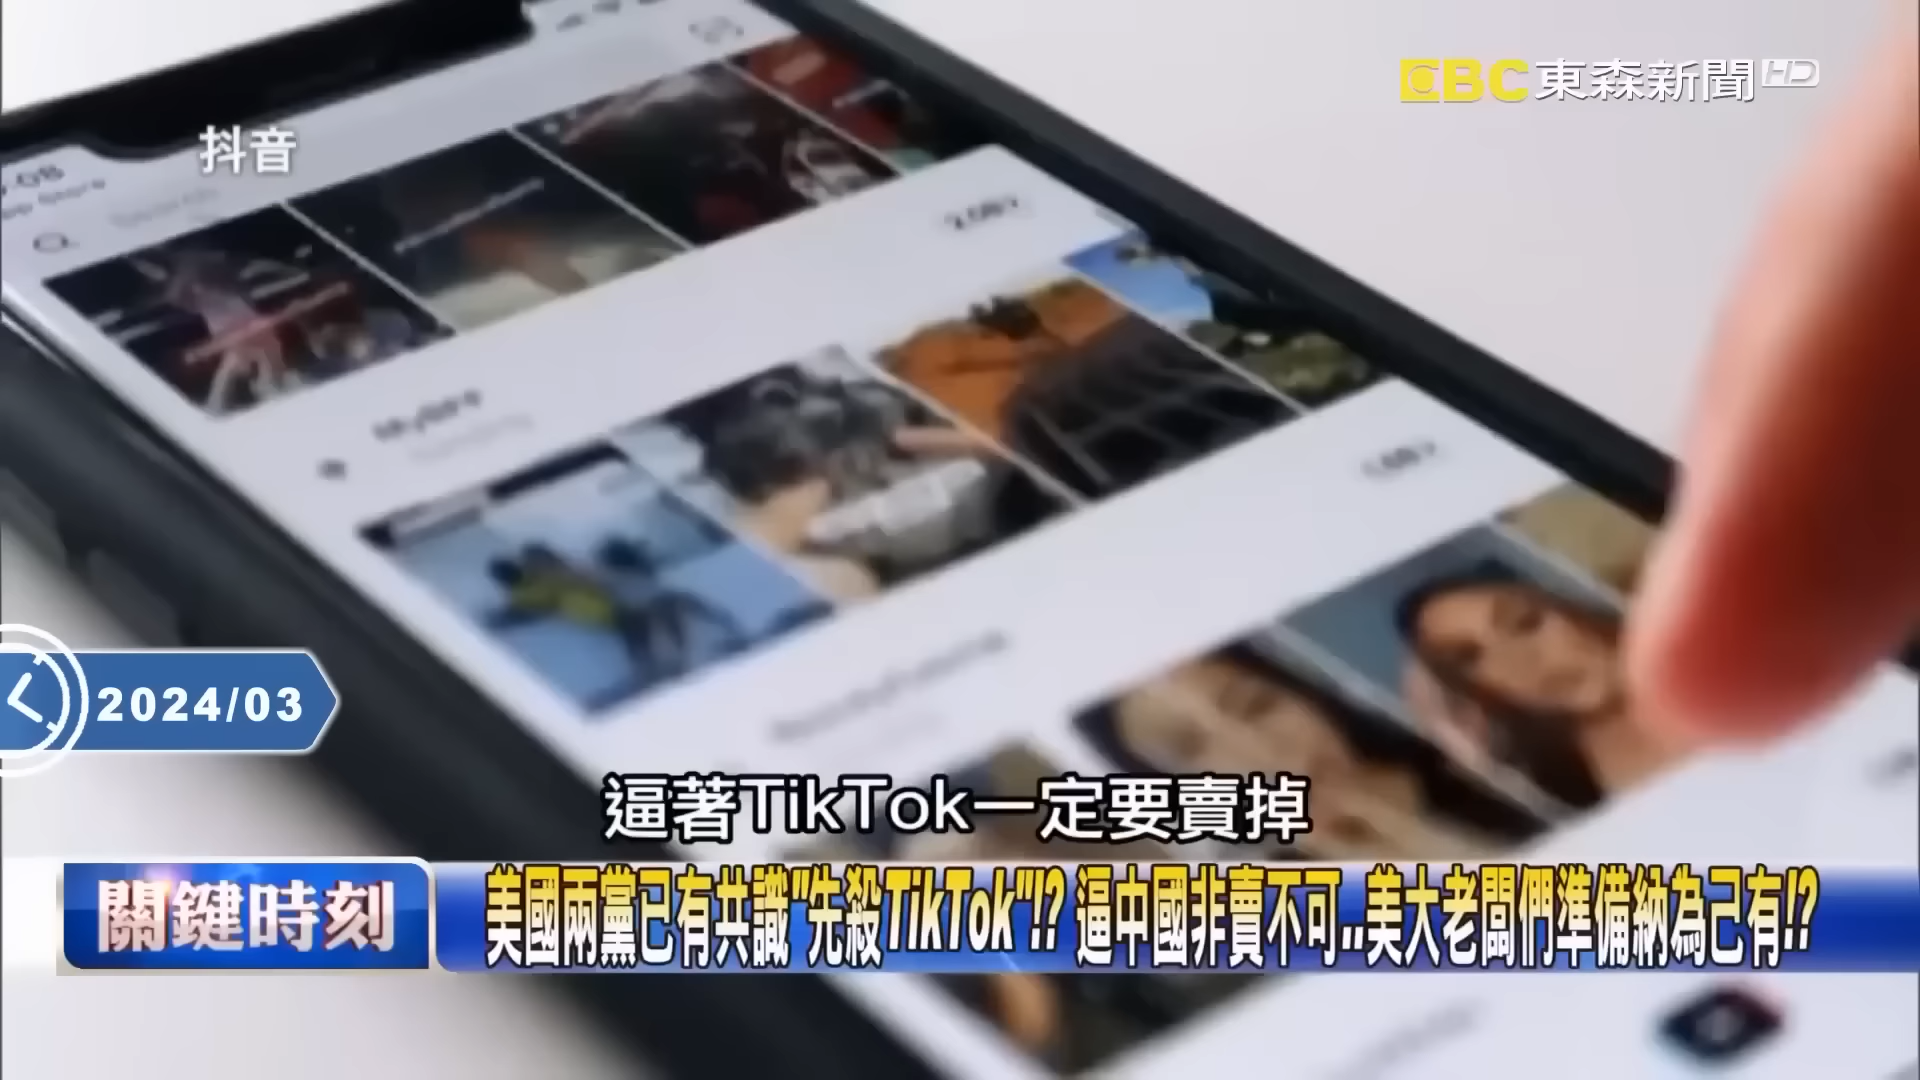 EBC東森新聞HD
抖音
2024/03
逼著TikTok一定要賣掉
關鍵時刻
美國兩黨已有共識"先殺TikTok"!? 逼中國非賣不可..美大老闆們準備納為己有!?